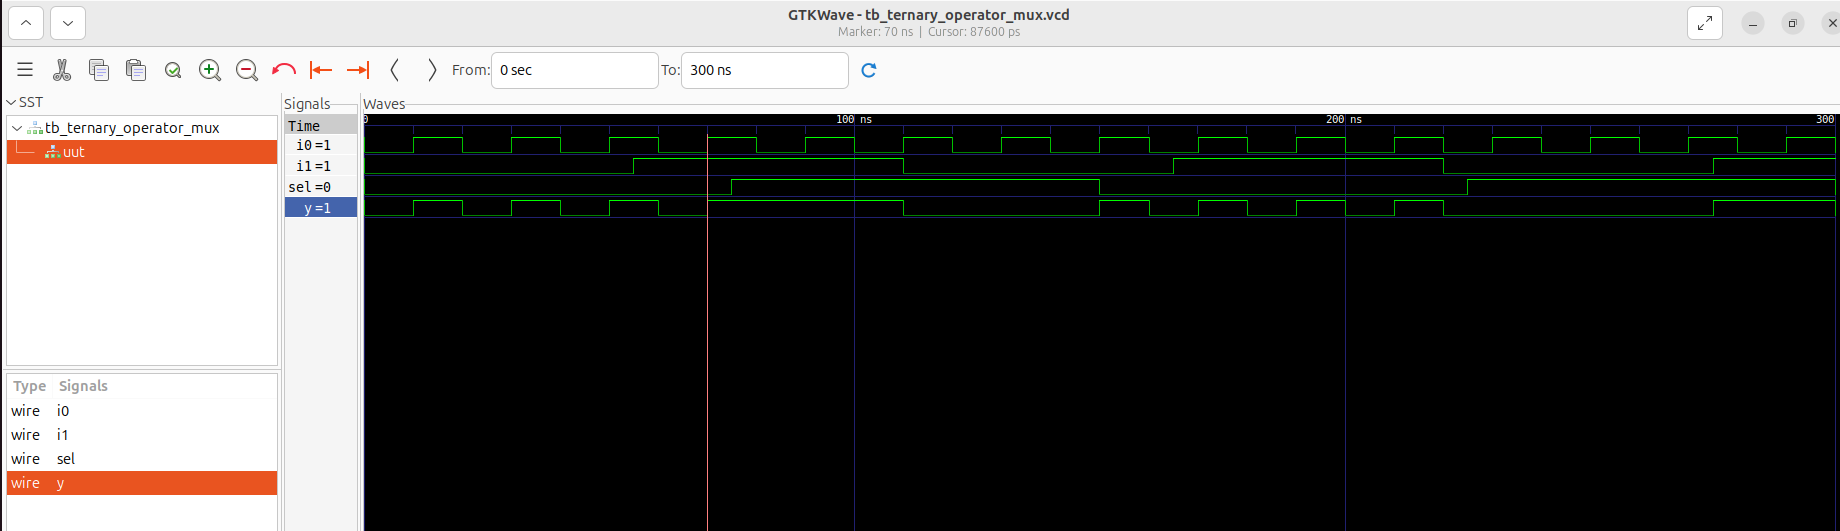 GTKWave - tb_ternary_operator_mux.vcd
Marker: 70 ns | Cursor: 87600 ps
From: 0 sec To: 300 ns
SST
tb_ternary_operator_mux
uut
Type Signals
wire i0
wire i1
wire sel
wire y
Signals
Time
i0 =1
i1 =1
sel =0
y =1
Waves
0 100 ns 200 ns 300